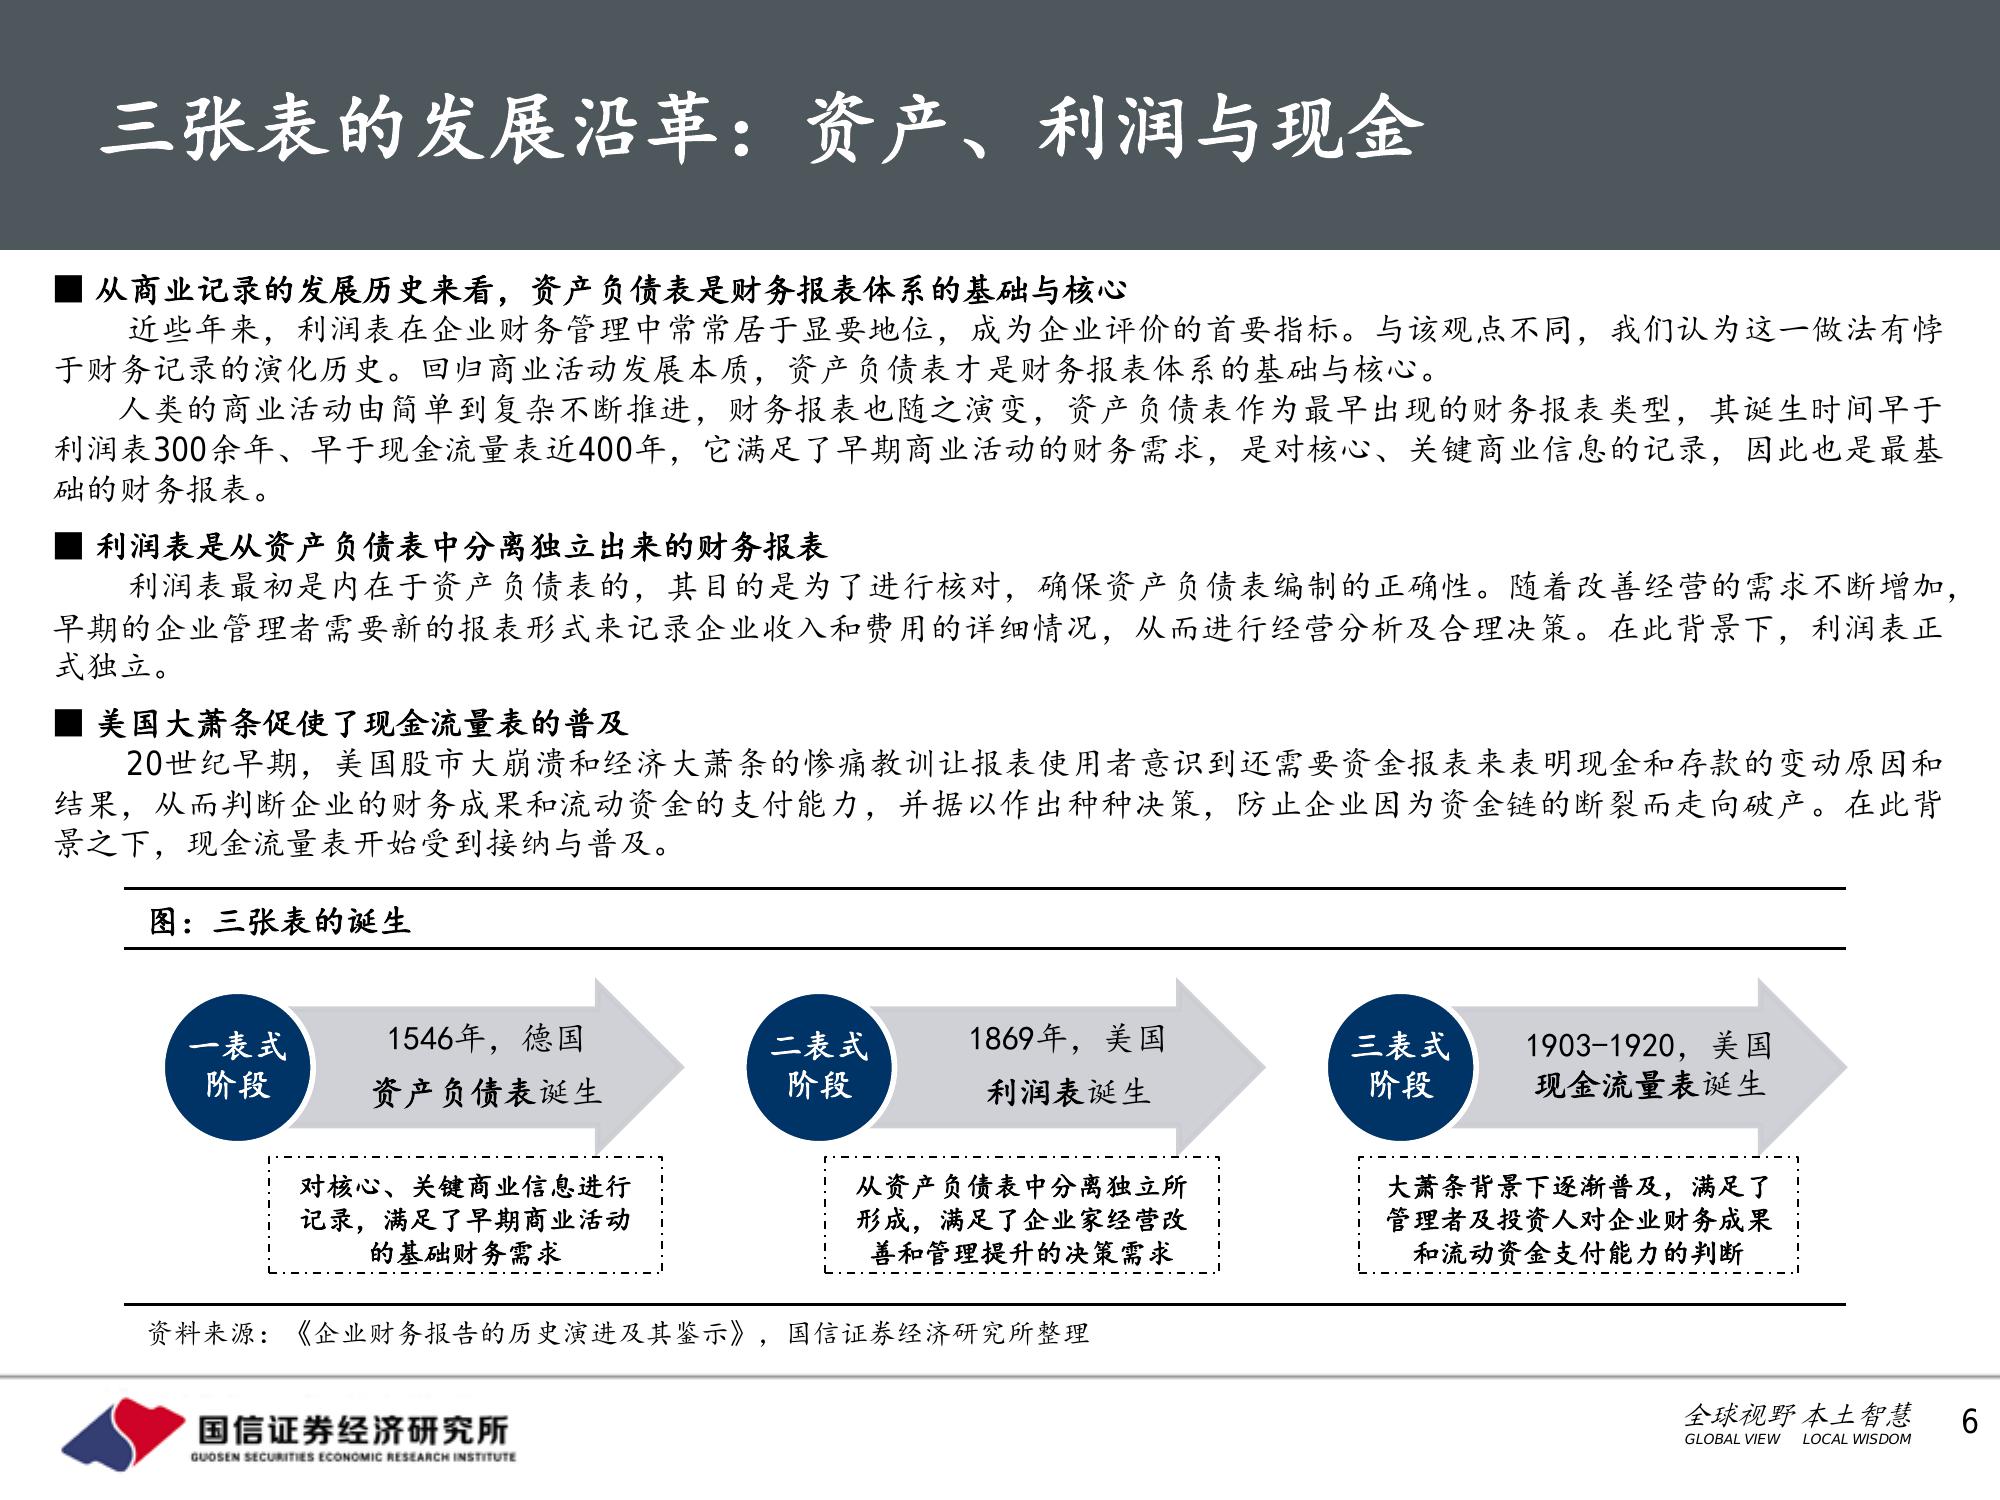 三张表的发展沿革：资产、利润与现金
■ 从商业记录的发展历史来看，资产负债表是财务报表体系的基础与核心
近些年来，利润表在企业财务管理中常常居于显要地位，成为企业评价的首要指标。与该观点不同，我们认为这一做法有悖
于财务记录的演化历史。回归商业活动发展本质，资产负债表才是财务报表体系的基础与核心。
人类的商业活动由简单到复杂不断推进，财务报表也随之演变，资产负债表作为最早出现的财务报表类型，其诞生时间早于
利润表300余年、早于现金流量表近400年，它满足了早期商业活动的财务需求，是对核心、关键商业信息的记录，因此也是最基
础的财务报表。
■ 利润表是从资产负债表中分离独立出来的财务报表
利润表最初是内在于资产负债表的，其目的是为了进行核对，确保资产负债表编制的正确性。随着改善经营的需求不断增加，
早期的企业管理者需要新的报表形式来记录企业收入和费用的详细情况，从而进行经营分析及合理决策。在此背景下，利润表正
式独立。
■ 美国大萧条促使了现金流量表的普及
20世纪早期，美国股市大崩溃和经济大萧条的惨痛教训让报表使用者意识到还需要资金报表来表明现金和存款的变动原因和
结果，从而判断企业的财务成果和流动资金的支付能力，并据以作出种种决策，防止企业因为资金链的断裂而走向破产。在此背
景之下，现金流量表开始受到接纳与普及。
图：三张表的诞生
一表式
阶段
1546年，德国
资产负债表诞生
对核心、关键商业信息进行
记录，满足了早期商业活动
的基础财务需求
二表式
阶段
1869年，美国
利润表诞生
从资产负债表中分离独立所
形成，满足了企业家经营改
善和管理提升的决策需求
三表式
阶段
1903-1920，美国
现金流量表诞生
大萧条背景下逐渐普及，满足了
管理者及投资人对企业财务成果
和流动资金支付能力的判断
资料来源：《企业财务报告的历史演进及其鉴示》，国信证券经济研究所整理
国信证券经济研究所
GUOSEN SECURITIES ECONOMIC RESEARCH INSTITUTE
全球视野 本土智慧
GLOBAL VIEW LOCAL WISDOM
6